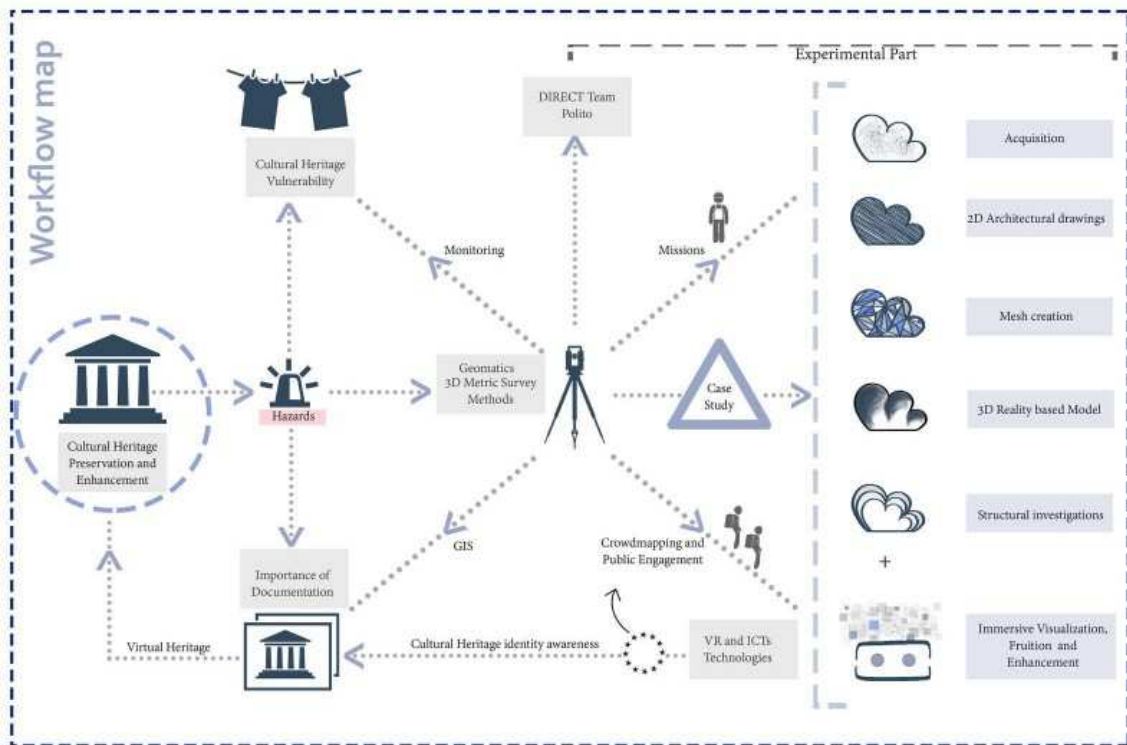 Workflow map
Experimental Part
DIRECT Team
Polito
Cultural Heritage
Vulnerability
Monitoring
Missions
Acquisition
2D Architectural drawings
Mesh creation
3D Reality based Model
Structural investigations
+
Immersive Visualization,
Fruition and
Enhancement
Cultural Heritage
Preservation and
Enhancement
Hazards
Geomatics
3D Metric Survey
Methods
Case
Study
GIS
Crowdmapping and
Public Engagement
Importance of
Documentation
Virtual Heritage
Cultural Heritage identity awareness
VR and ICTs
Technologies